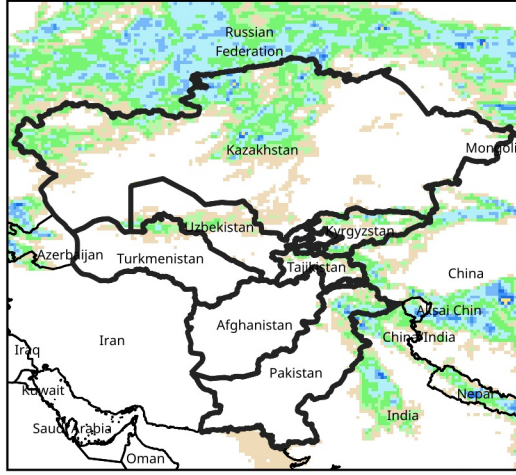 Russian
Federation
Kazakhstan
Mongoli
Uzbekistan
Kyrgyzstan
Azerbaijan
Turkmenistan
Tajikistan
China
Aksai Chin
Afghanistan
China/India
Iran
Iraq
Pakistan
Kuwait
Nepal
India
Saudi Arabia
Oman